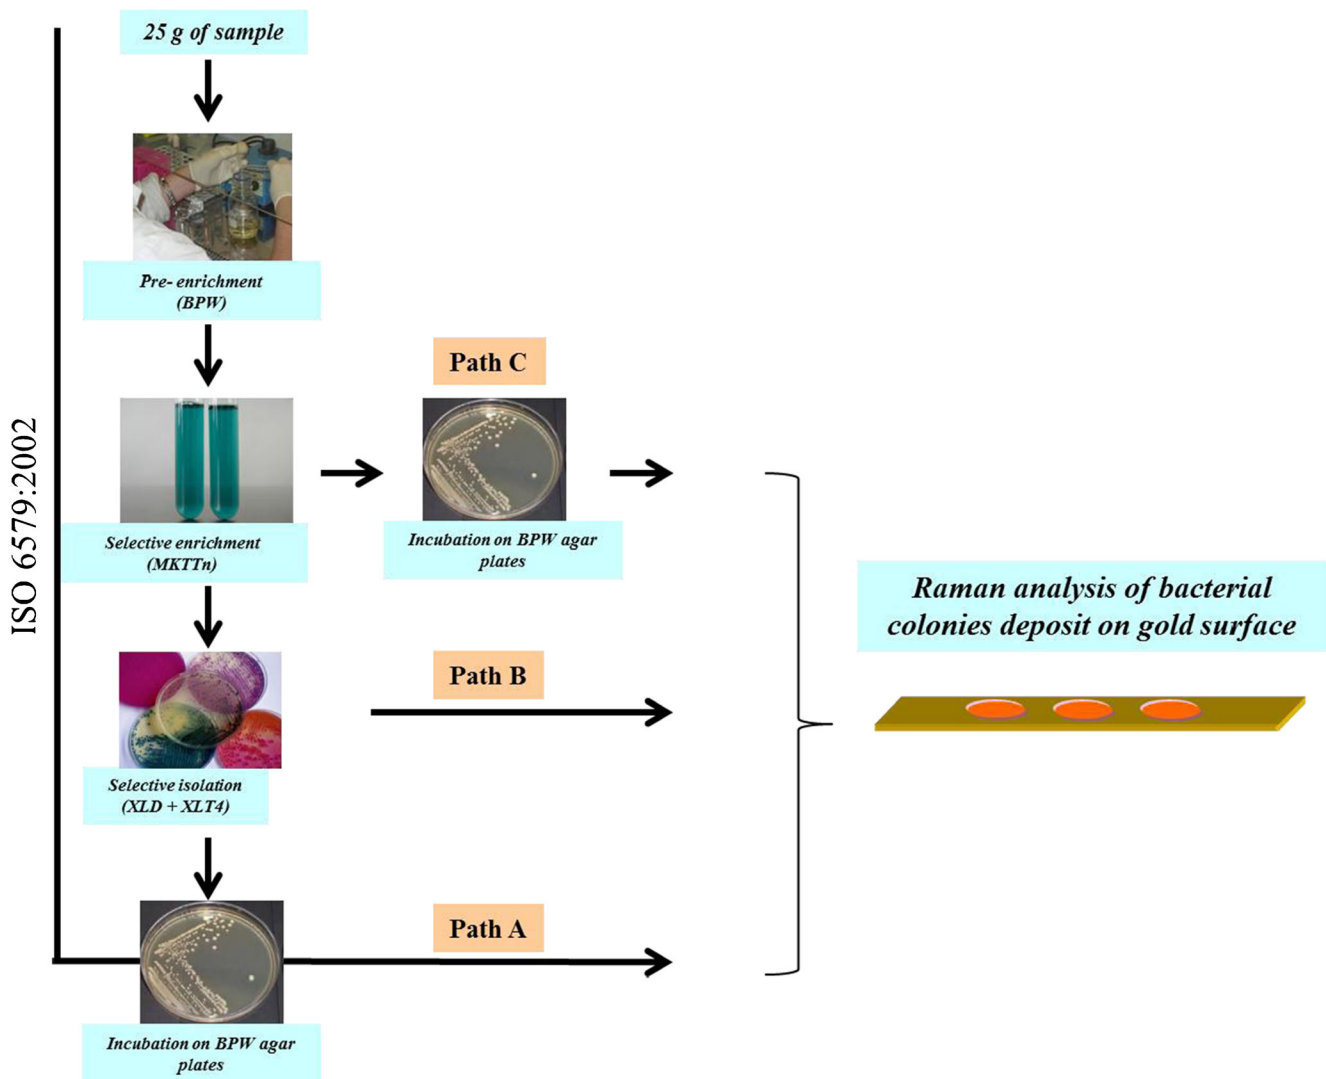 25 g of sample
Pre- enrichment
(BPW)
Path C
ISO 6579:2002
Selective enrichment
(MKTTn)
Incubation on BPW agar
plates
Raman analysis of bacterial
colonies deposit on gold surface
Path B
Selective isolation
(XLD + XLT4)
Path A
Incubation on BPW agar
plates